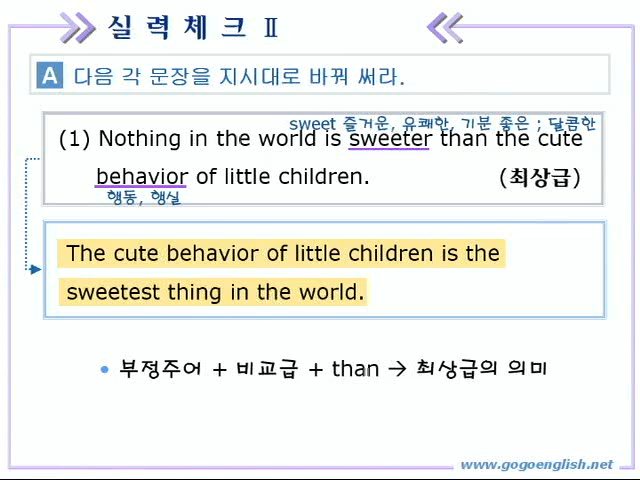 실 력 체 크 Ⅱ
A 다음 각 문장을 지시대로 바꿔 써라.
sweet 즐거운, 유쾌한, 기분 좋은 ; 달콤한
(1) Nothing in the world is sweeter than the cute
behavior of little children. (최상급)
행동, 행실
The cute behavior of little children is the
sweetest thing in the world.
• 부정주어 + 비교급 + than → 최상급의 의미
www.gogoenglish.net